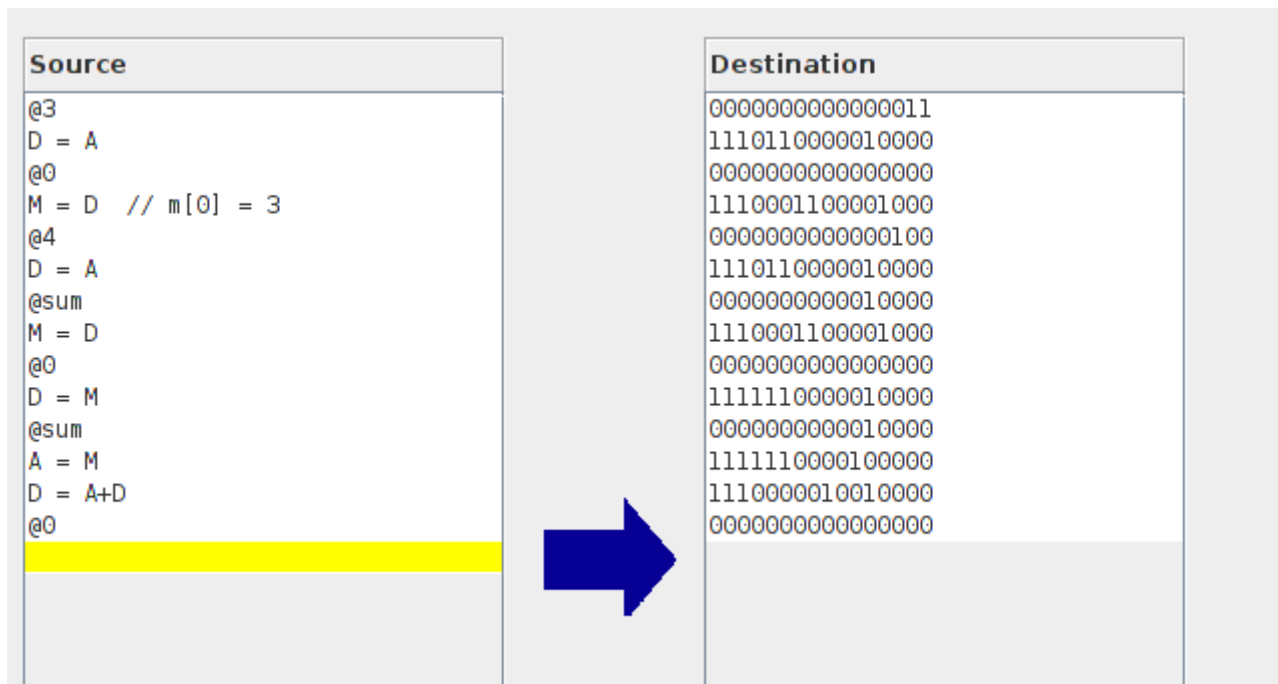 Source
@3
D = A
@0
M = D  // m[0] = 3
@4
D = A
@sum
M = D
@0
D = M
@sum
A = M
D = A+D
@0
Destination
0000000000000011
1110110000010000
0000000000000000
1110001100001000
0000000000000100
1110110000010000
0000000000010000
1110001100001000
0000000000000000
1111110000010000
0000000000010000
1111110000100000
1110000010010000
0000000000000000